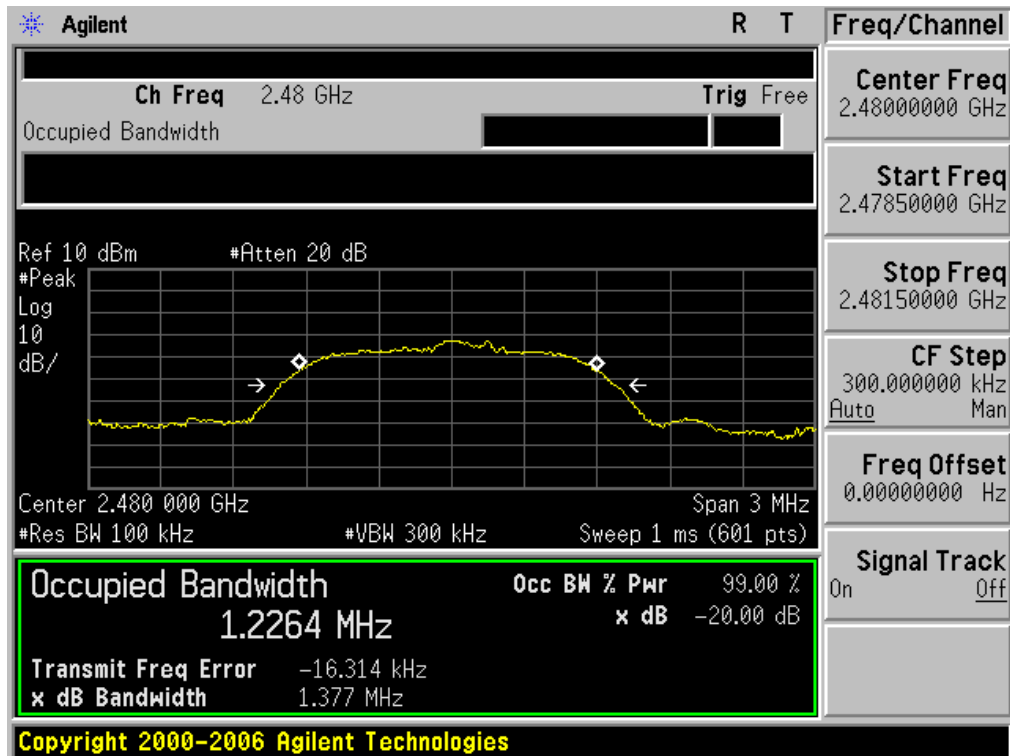 Agilent R T
Freq/Channel
Ch Freq 2.48 GHz Trig Free
Occupied Bandwidth
Ref 10 dBm #Atten 20 dB
#Peak
Log
10
dB/
Center 2.480 000 GHz Span 3 MHz
#Res BW 100 kHz #VBW 300 kHz Sweep 1 ms (601 pts)
Occupied Bandwidth
1.2264 MHz
Occ BW % Pwr 99.00 %
x dB -20.00 dB
Transmit Freq Error -16.314 kHz
x dB Bandwidth 1.377 MHz
Center Freq
2.48000000 GHz
Start Freq
2.47850000 GHz
Stop Freq
2.48150000 GHz
CF Step
300.000000 kHz
Auto Man
Freq Offset
0.00000000 Hz
Signal Track
On Off
Copyright 2000-2006 Agilent Technologies